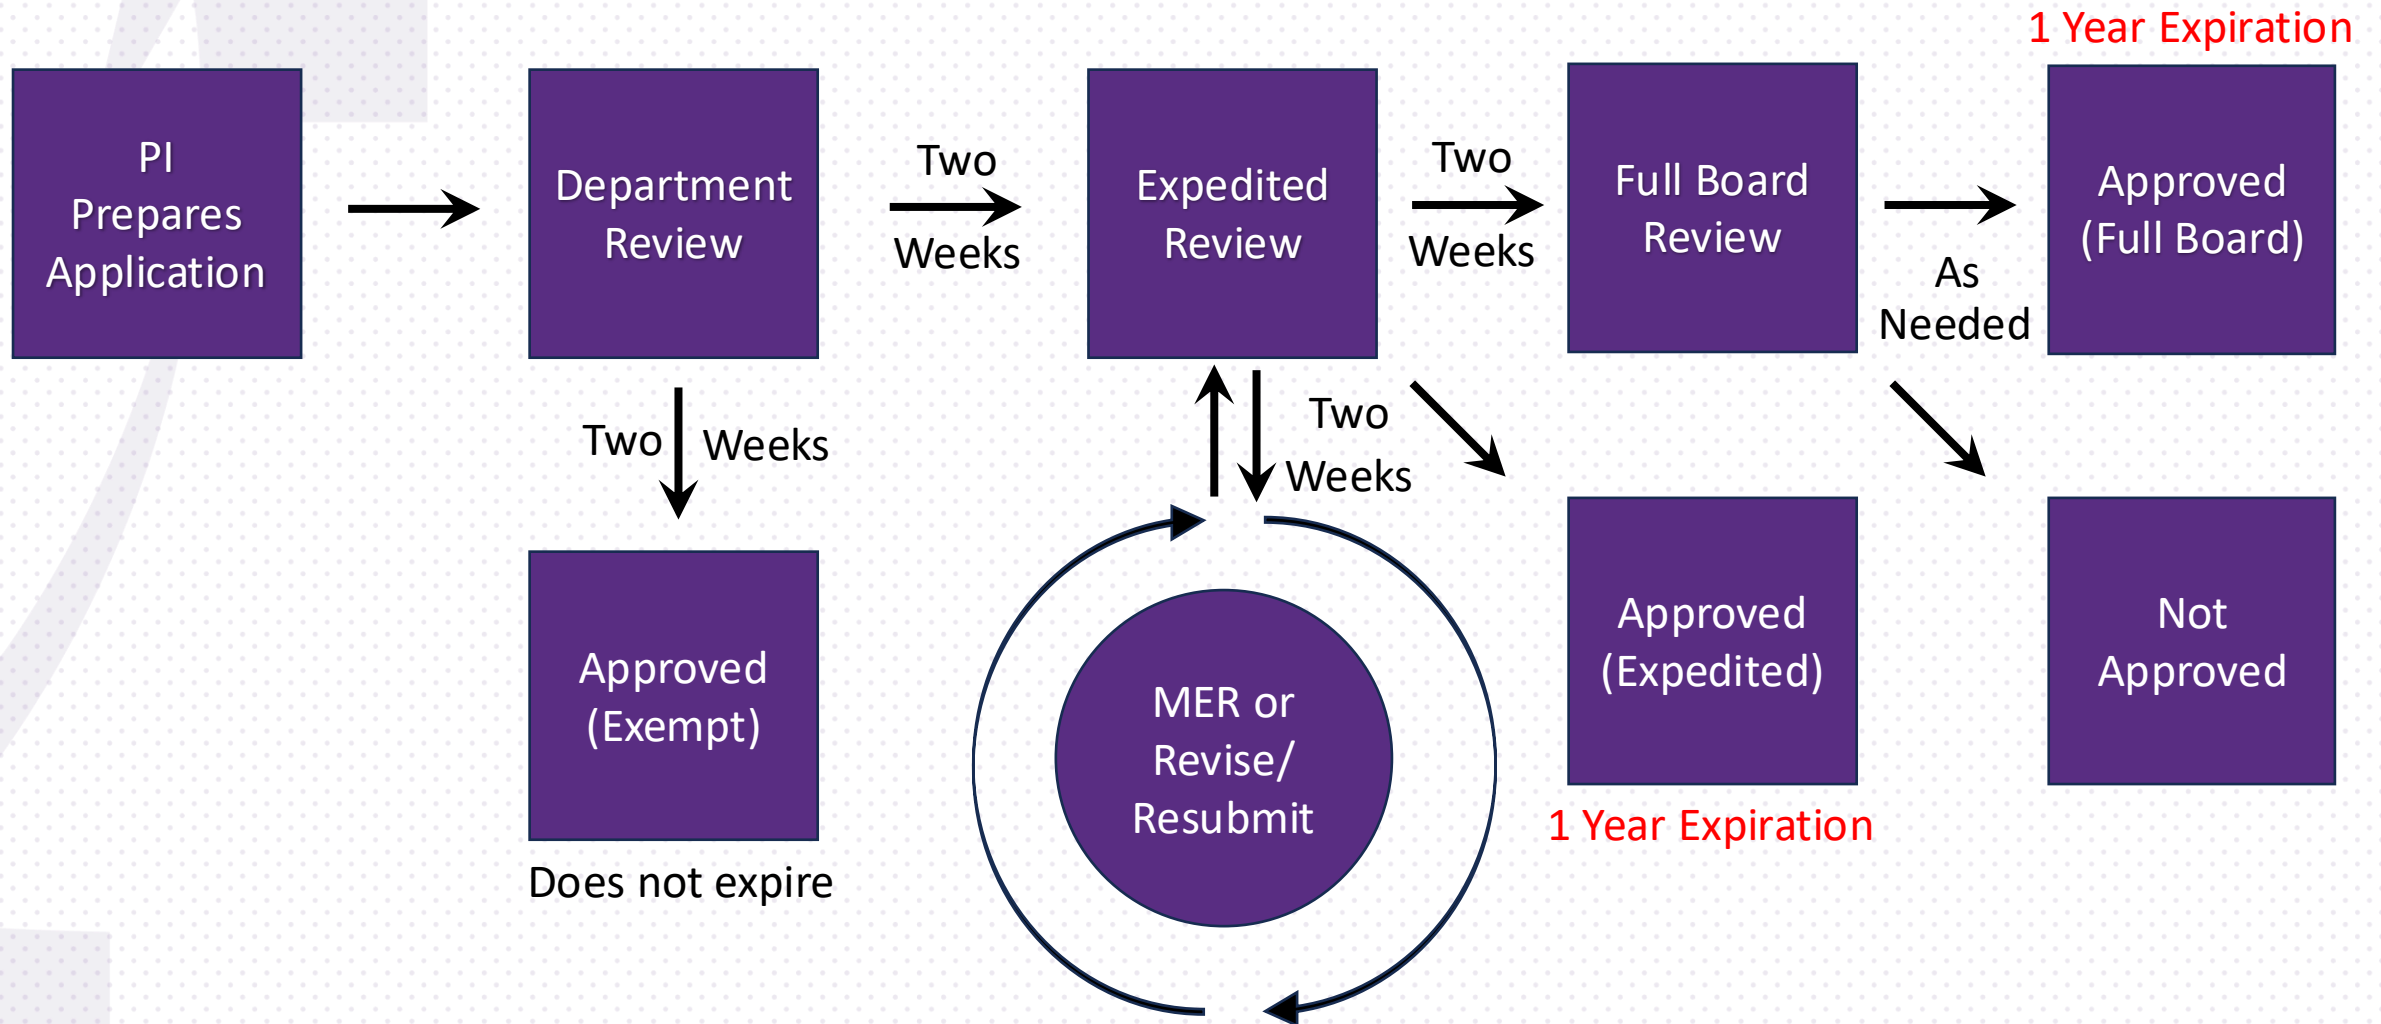 1 Year Expiration
PI
Prepares
Application
Department
Review
Two
Weeks
Expedited
Review
Two
Weeks
Full Board
Review
As
Needed
Approved
(Full Board)
Two Weeks
Two
Weeks
Approved
(Exempt)
Does not expire
MER or
Revise/
Resubmit
Approved
(Expedited)
1 Year Expiration
Not
Approved